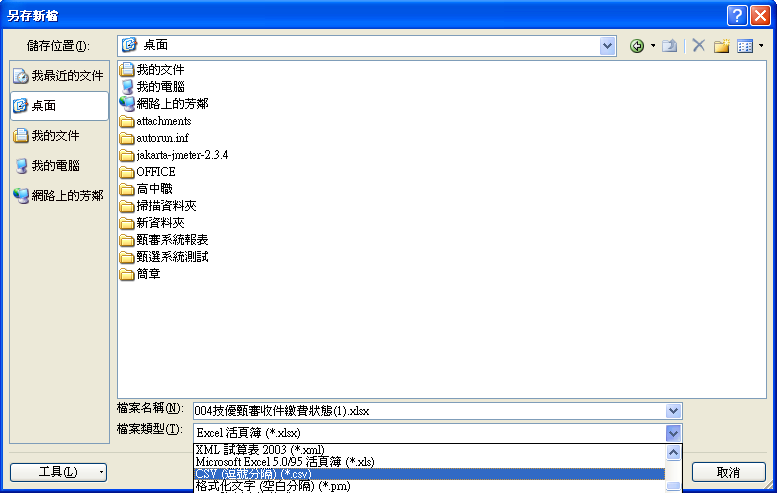 另存新檔
儲存位置(I):
桌面
我最近的文件
桌面
我的文件
我的電腦
網路上的芳鄰
我的文件
我的電腦
網路上的芳鄰
attachments
autorun.inf
jakarta-jmeter-2.3.4
OFFICE
高中職
掃描資料夾
新資料夾
甄審系統報表
甄選系統測試
簡章
檔案名稱(N):
004技優甄審收件繳費狀態(1).xlsx
檔案類型(T):
Excel 活頁簿 (*.xlsx)
XML 試算表 2003 (*.xml)
Microsoft Excel 5.0/95 活頁簿 (*.xls)
CSV (逗號分隔) (*.csv)
格式化文字 (空白分隔) (*.prn)
工具(L)
取消